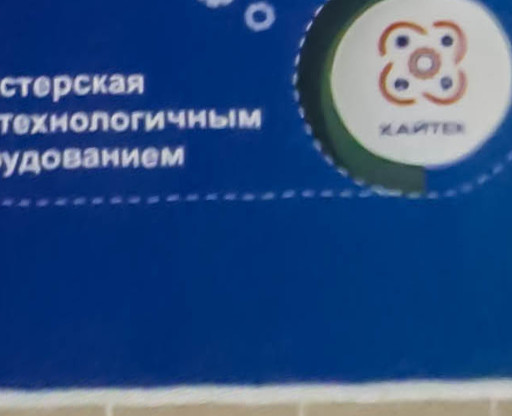 стерская
технологичным
удованием
ХАЙТЕК